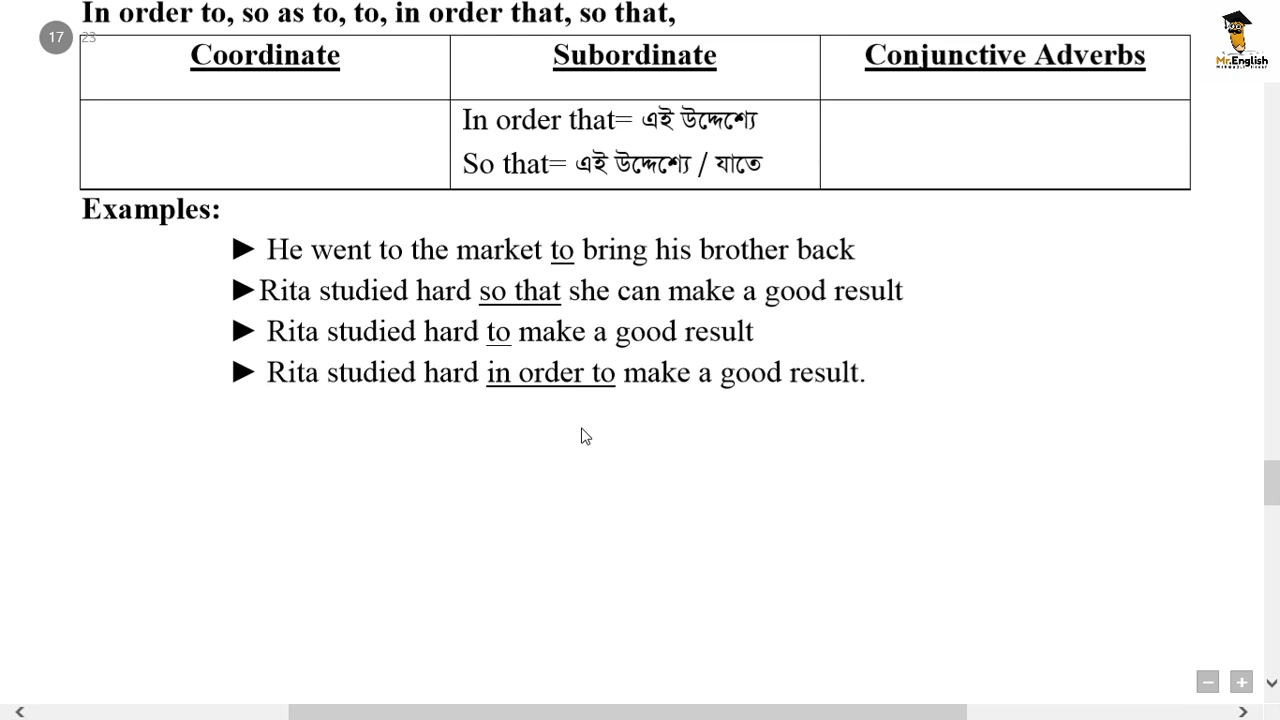 In order to, so as to, to, in order that, so that,
17 23
Coordinate Subordinate Conjunctive Adverbs
In order that= এই উদ্দেশ্যে
So that= এই উদ্দেশ্যে / যাতে
Examples:
► He went to the market to bring his brother back
►Rita studied hard so that she can make a good result
► Rita studied hard to make a good result
► Rita studied hard in order to make a good result.
Mr.English